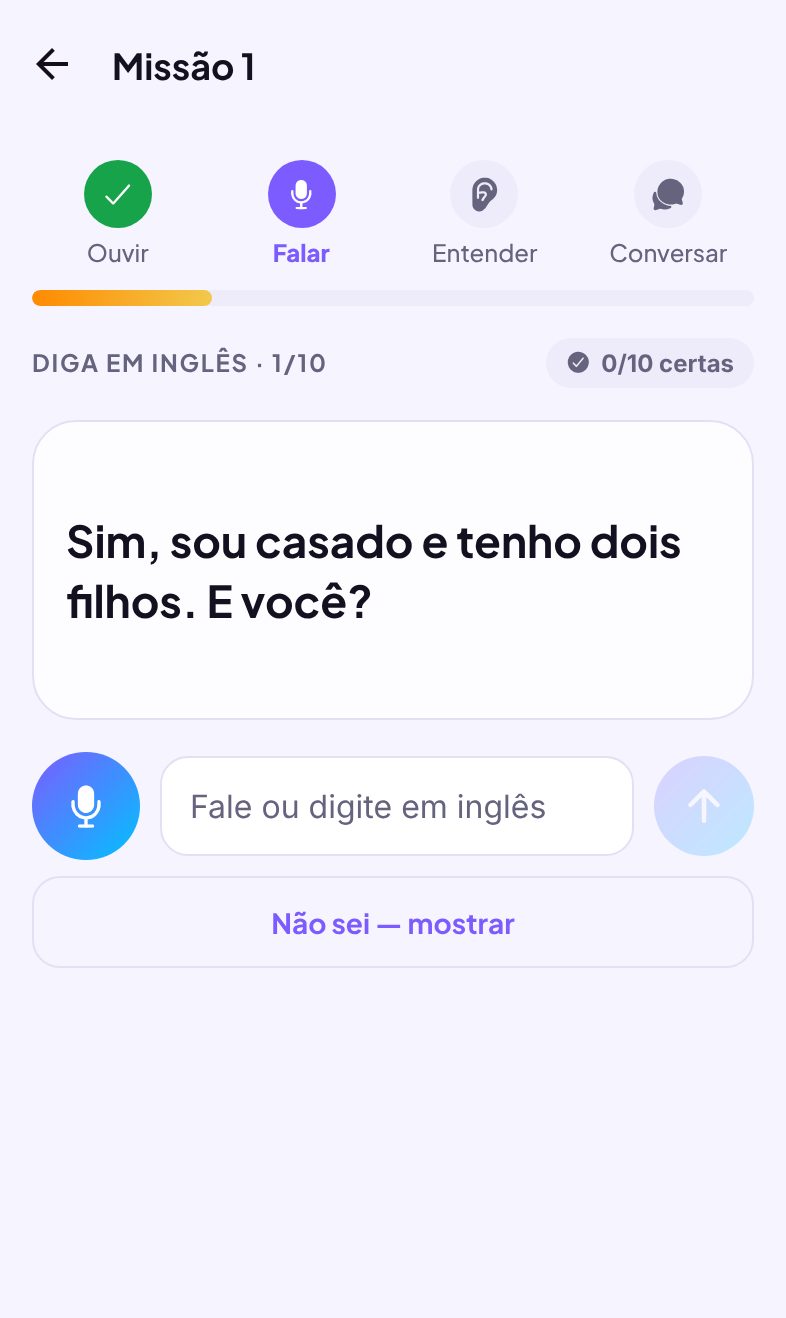 Missão 1
Ouvir
Falar
Entender
Conversar
DIGA EM INGLÊS · 1/10
0/10 certas
Sim, sou casado e tenho dois
filhos. E você?
Fale ou digite em inglês
Não sei — mostrar